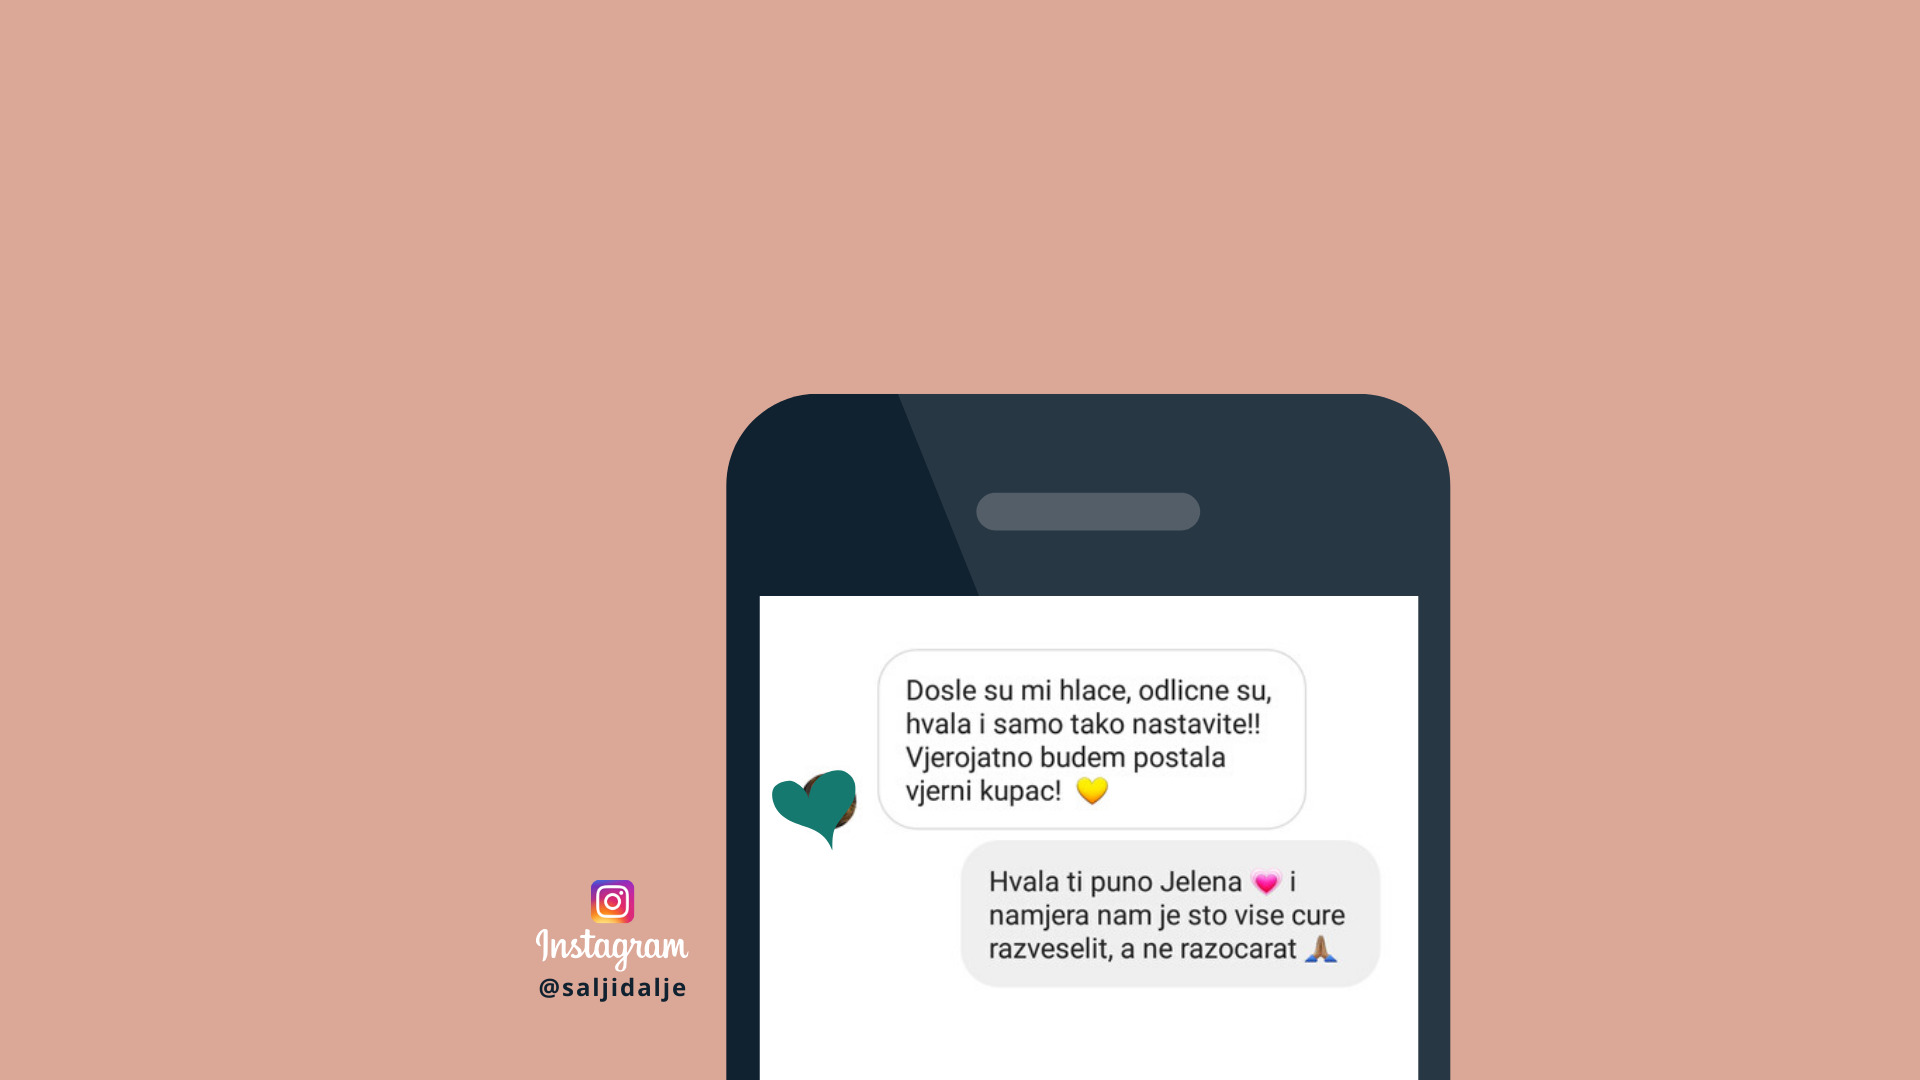 Dosle su mi hlace, odlicne su,
hvala i samo tako nastavite!!
Vjerojatno budem postala
vjerni kupac! 💛
Hvala ti puno Jelena 💗 i
namjera nam je sto vise cure
razveselit, a ne razocarat 🙏🏽
Instagram
@saljidalje